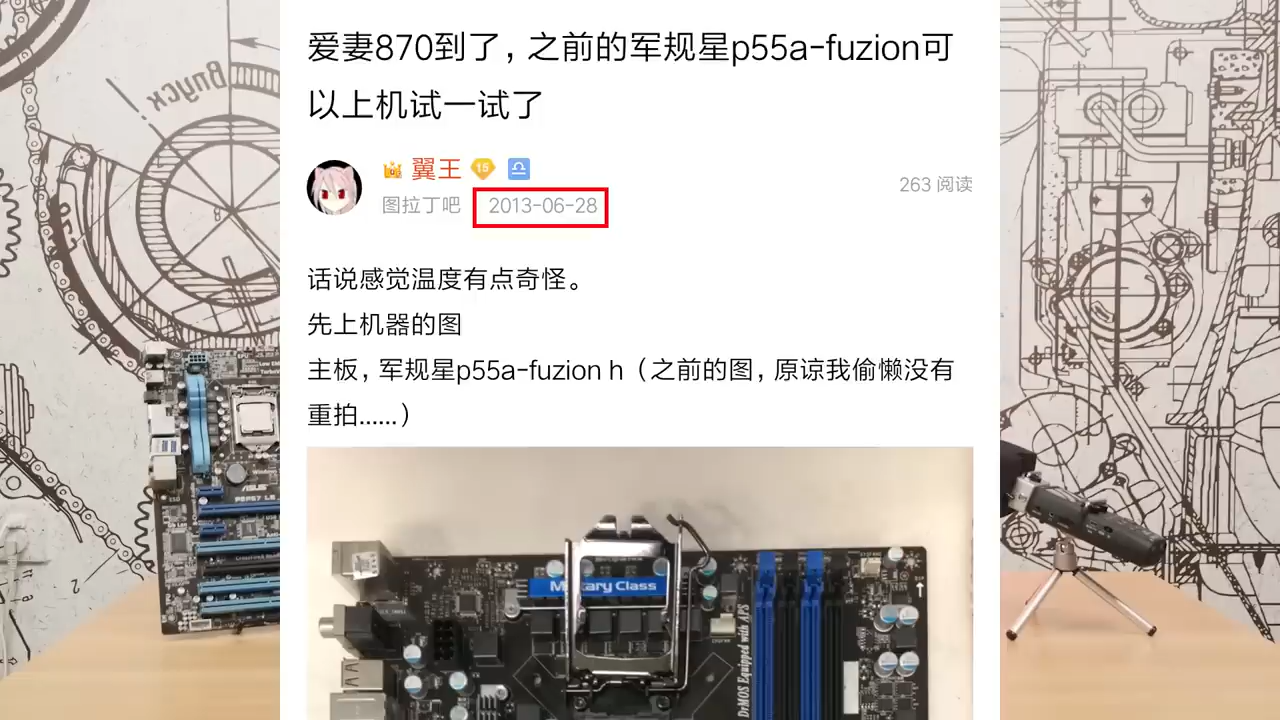 爱妻870到了，之前的军规星p55a-fuzion可
以上机试一试了
翼王 15
图拉丁吧 2013-06-28
263 阅读
话说感觉温度有点奇怪。
先上机器的图
主板，军规星p55a-fuzion h（之前的图，原谅我偷懒没有
重拍......）
Military Class
DrMOS Equipped with APS
Впуск
ASUS